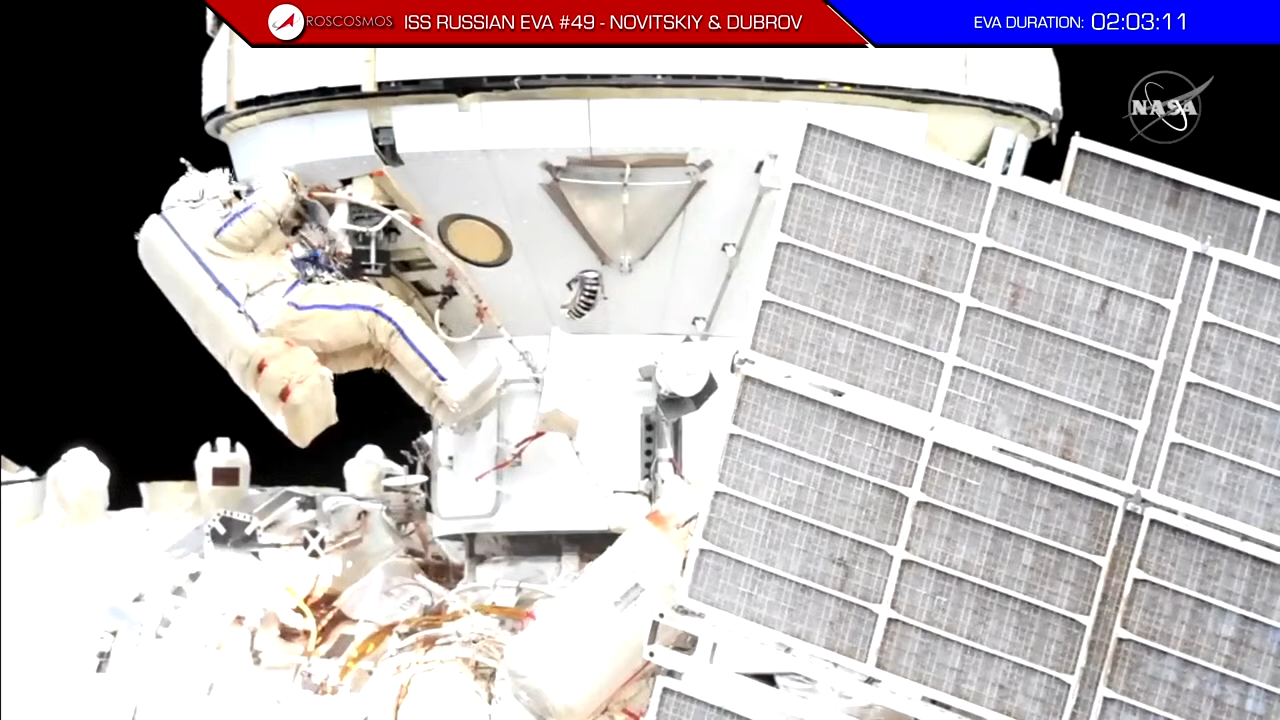 ROSCOSMOS
ISS RUSSIAN EVA #49 - NOVITSKIY & DUBROV
EVA DURATION: 02:03:11
NASA